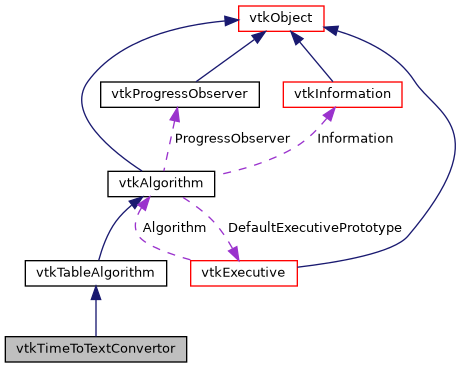 vtkObject
vtkProgressObserver
vtkInformation
ProgressObserver
Information
vtkAlgorithm
Algorithm
DefaultExecutivePrototype
vtkTableAlgorithm
vtkExecutive
vtkTimeToTextConvertor